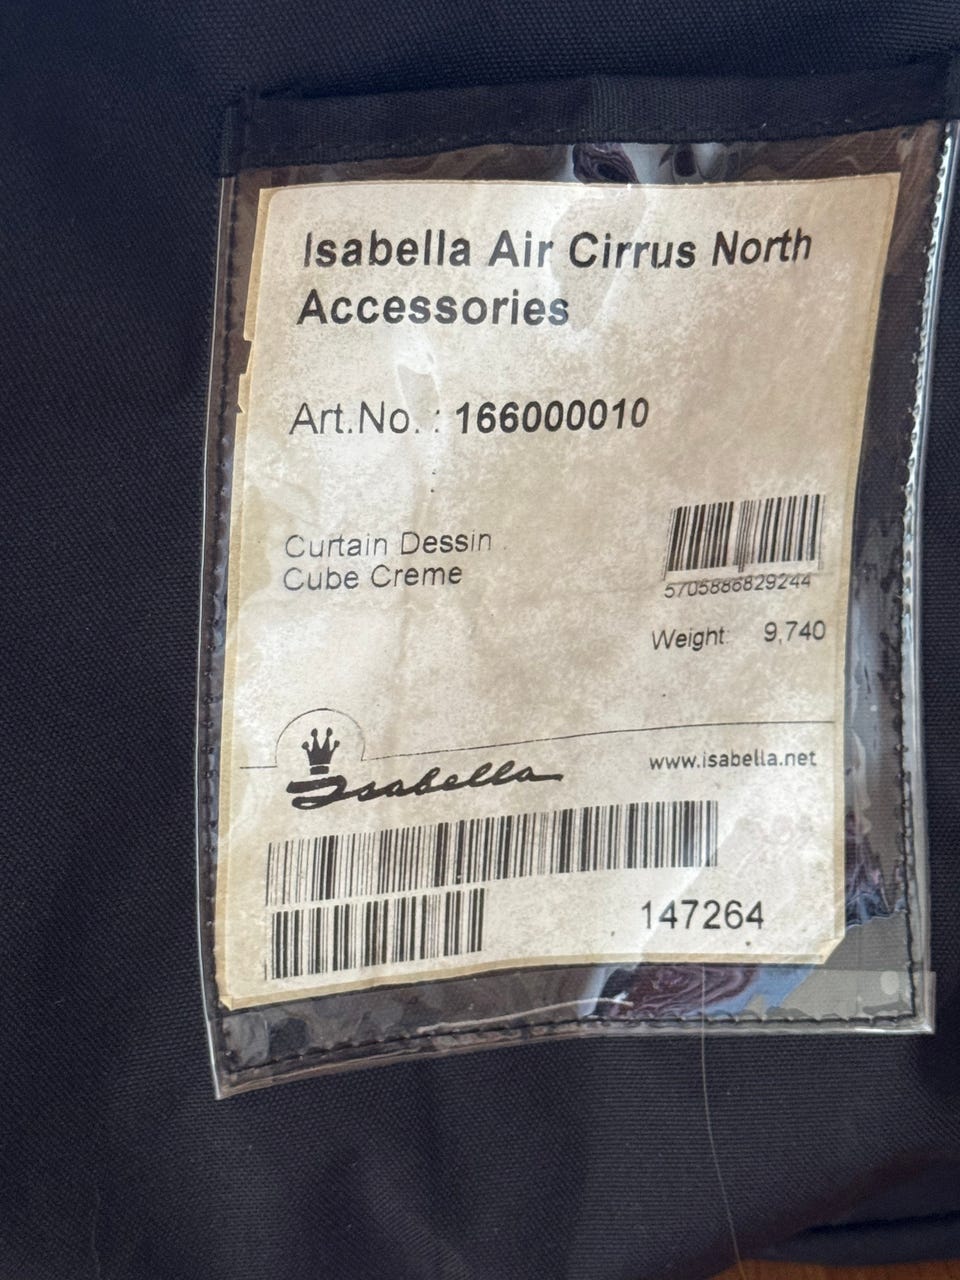 Isabella Air Cirrus North
Accessories
Art.No. : 166000010
Curtain Dessin
Cube Creme
5705886829244
Weight: 9,740
Isabella
www.isabella.net
147264